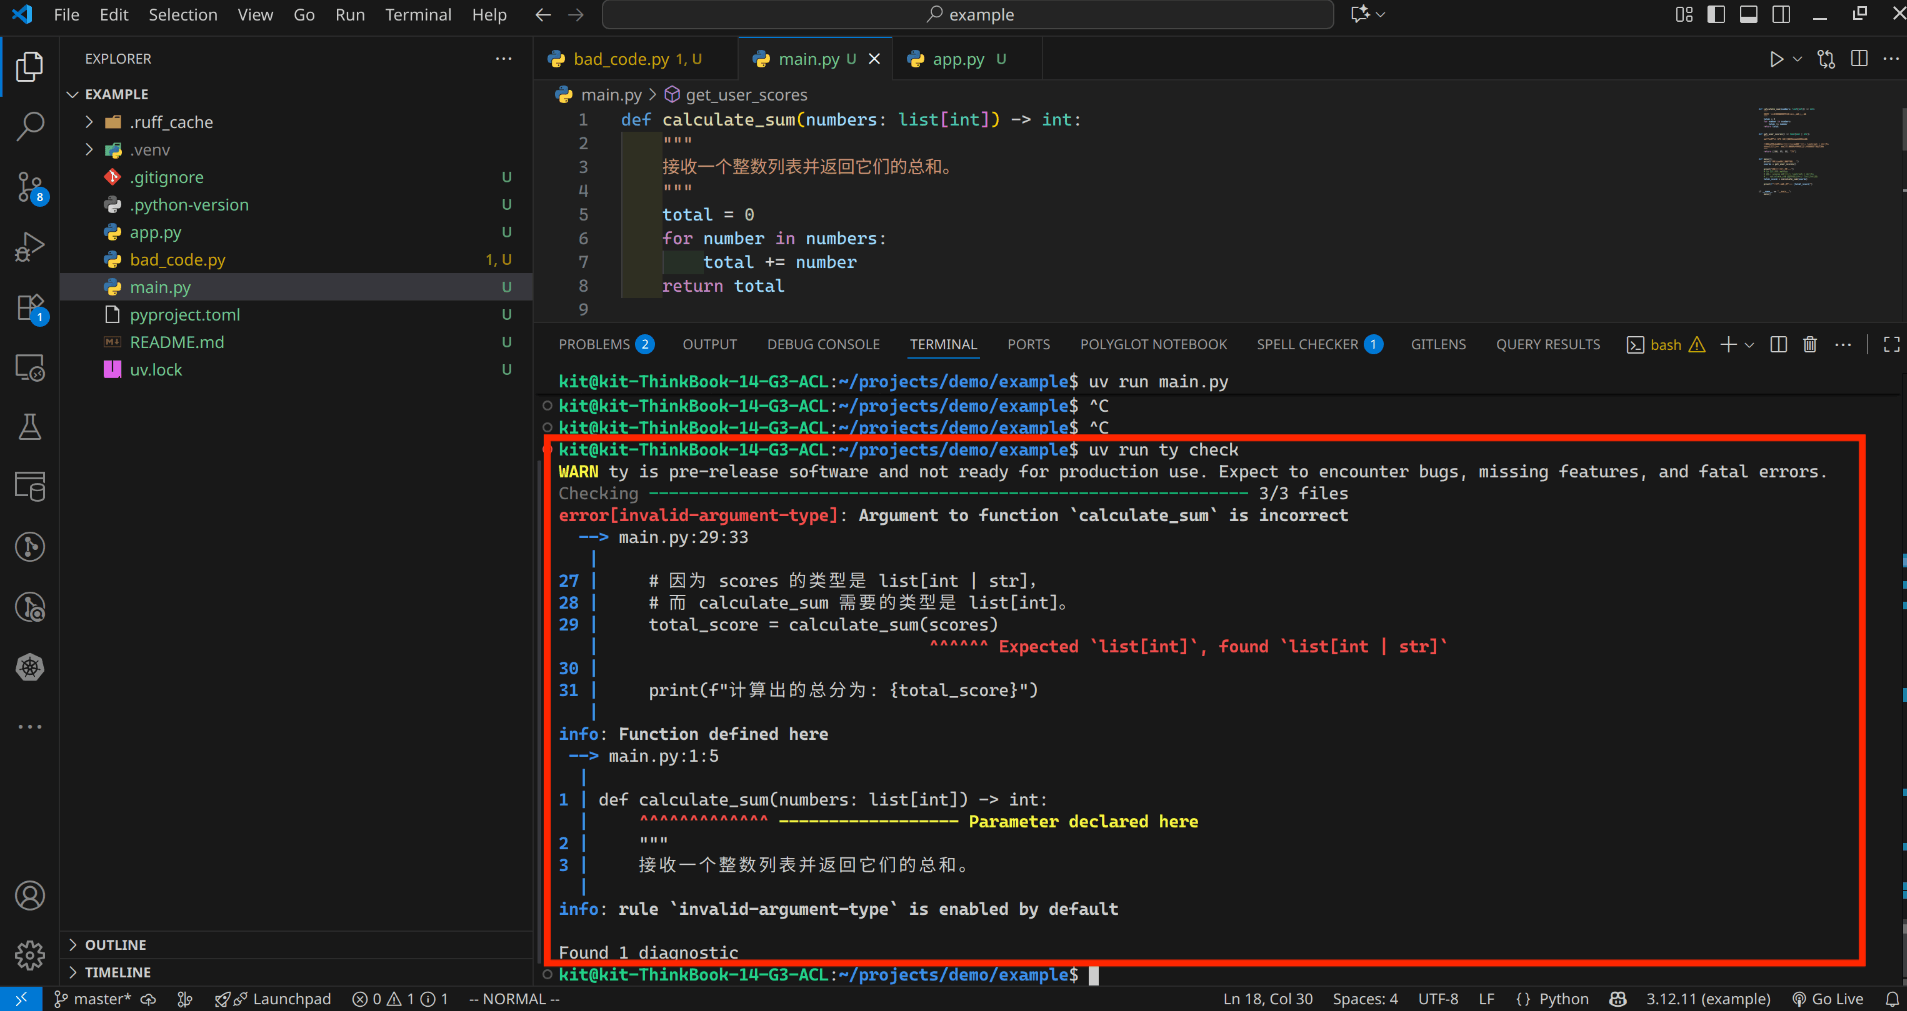 File Edit Selection View Go Run Terminal Help
example
EXPLORER
EXAMPLE
.ruff_cache
.venv
.gitignore U
.python-version U
app.py U
bad_code.py 1, U
main.py U
pyproject.toml U
README.md U
uv.lock U
8
1
OUTLINE
TIMELINE
bad_code.py 1, U
main.py U
app.py U
main.py > get_user_scores
1 def calculate_sum(numbers: list[int]) -> int:
2 """
3 接收一个整数列表并返回它们的总和。
4 """
5 total = 0
6 for number in numbers:
7 total += number
8 return total
9
PROBLEMS 2 OUTPUT DEBUG CONSOLE TERMINAL PORTS POLYGLOT NOTEBOOK SPELL CHECKER 1 GITLENS QUERY RESULTS bash
kit@kit-ThinkBook-14-G3-ACL:~/projects/demo/example$ uv run main.py
kit@kit-ThinkBook-14-G3-ACL:~/projects/demo/example$ ^C
kit@kit-ThinkBook-14-G3-ACL:~/projects/demo/example$ ^C
kit@kit-ThinkBook-14-G3-ACL:~/projects/demo/example$ uv run ty check
WARN ty is pre-release software and not ready for production use. Expect to encounter bugs, missing features, and fatal errors.
Checking ------------------------------------------------------------ 3/3 files
error[invalid-argument-type]: Argument to function `calculate_sum` is incorrect
--> main.py:29:33
|
27 | # 因为 scores 的类型是 list[int | str]，
28 | # 而 calculate_sum 需要的类型是 list[int]。
29 | total_score = calculate_sum(scores)
| ^^^^^^ Expected `list[int]`, found `list[int | str]`
30 |
31 | print(f"计算出的总分为: {total_score}")
|
info: Function defined here
--> main.py:1:5
|
1 | def calculate_sum(numbers: list[int]) -> int:
| ^^^^^^^^^^^^^ ------------------ Parameter declared here
2 | """
3 | 接收一个整数列表并返回它们的总和。
|
info: rule `invalid-argument-type` is enabled by default
Found 1 diagnostic
kit@kit-ThinkBook-14-G3-ACL:~/projects/demo/example$
master* Launchpad 0 1 1 -- NORMAL -- Ln 18, Col 30 Spaces: 4 UTF-8 LF {} Python 3.12.11 (example) Go Live